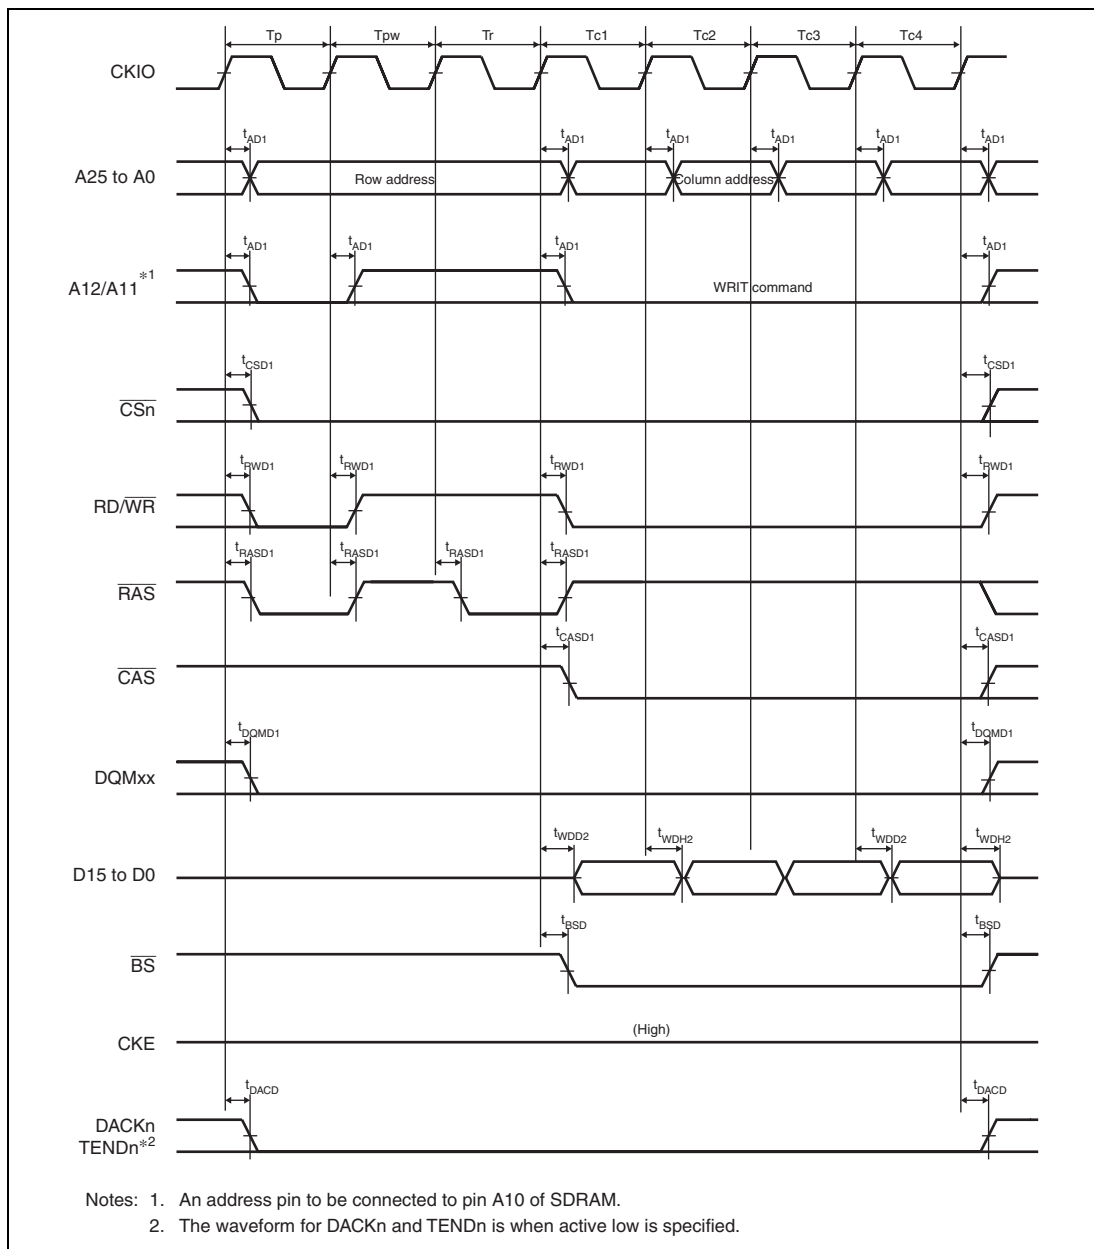 Tp Tpw Tr Tc1 Tc2 Tc3 Tc4
CKIO
tAD1 tAD1 tAD1 tAD1 tAD1 tAD1
A25 to A0 Row address Column address
tAD1 tAD1 tAD1 tAD1
A12/A11*1 WRIT command
tCSD1 tCSD1
CSn
tRWD1 tRWD1 tRWD1 tRWD1
RD/WR
tRASD1 tRASD1 tRASD1 tRASD1
RAS
tCASD1 tCASD1
CAS
tDQMD1 tDQMD1
DQMxx
tWDD2 tWDH2 tWDD2 tWDH2
D15 to D0
tBSD tBSD
BS
(High)
CKE
tDACD tDACD
DACKn
TENDn*2
Notes: 1. An address pin to be connected to pin A10 of SDRAM.
2. The waveform for DACKn and TENDn is when active low is specified.